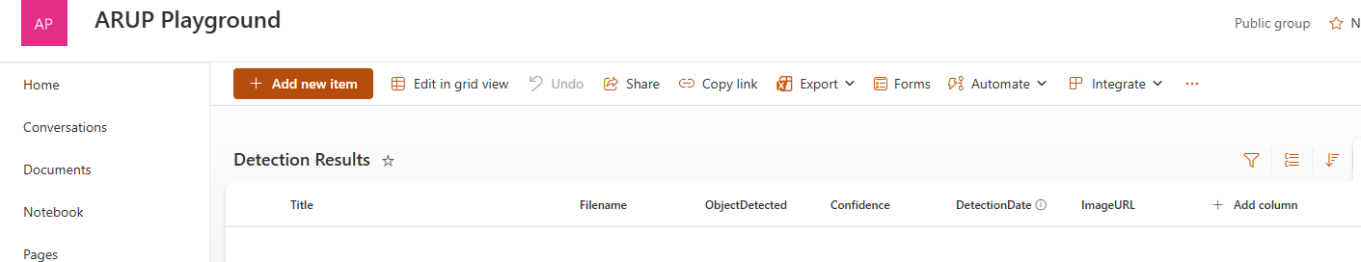 AP
ARUP Playground
Public group
Home
Conversations
Documents
Notebook
Pages
+ Add new item Edit in grid view Undo Share Copy link Export Forms Automate Integrate ...
Detection Results
Title Filename ObjectDetected Confidence DetectionDate ImageURL + Add column